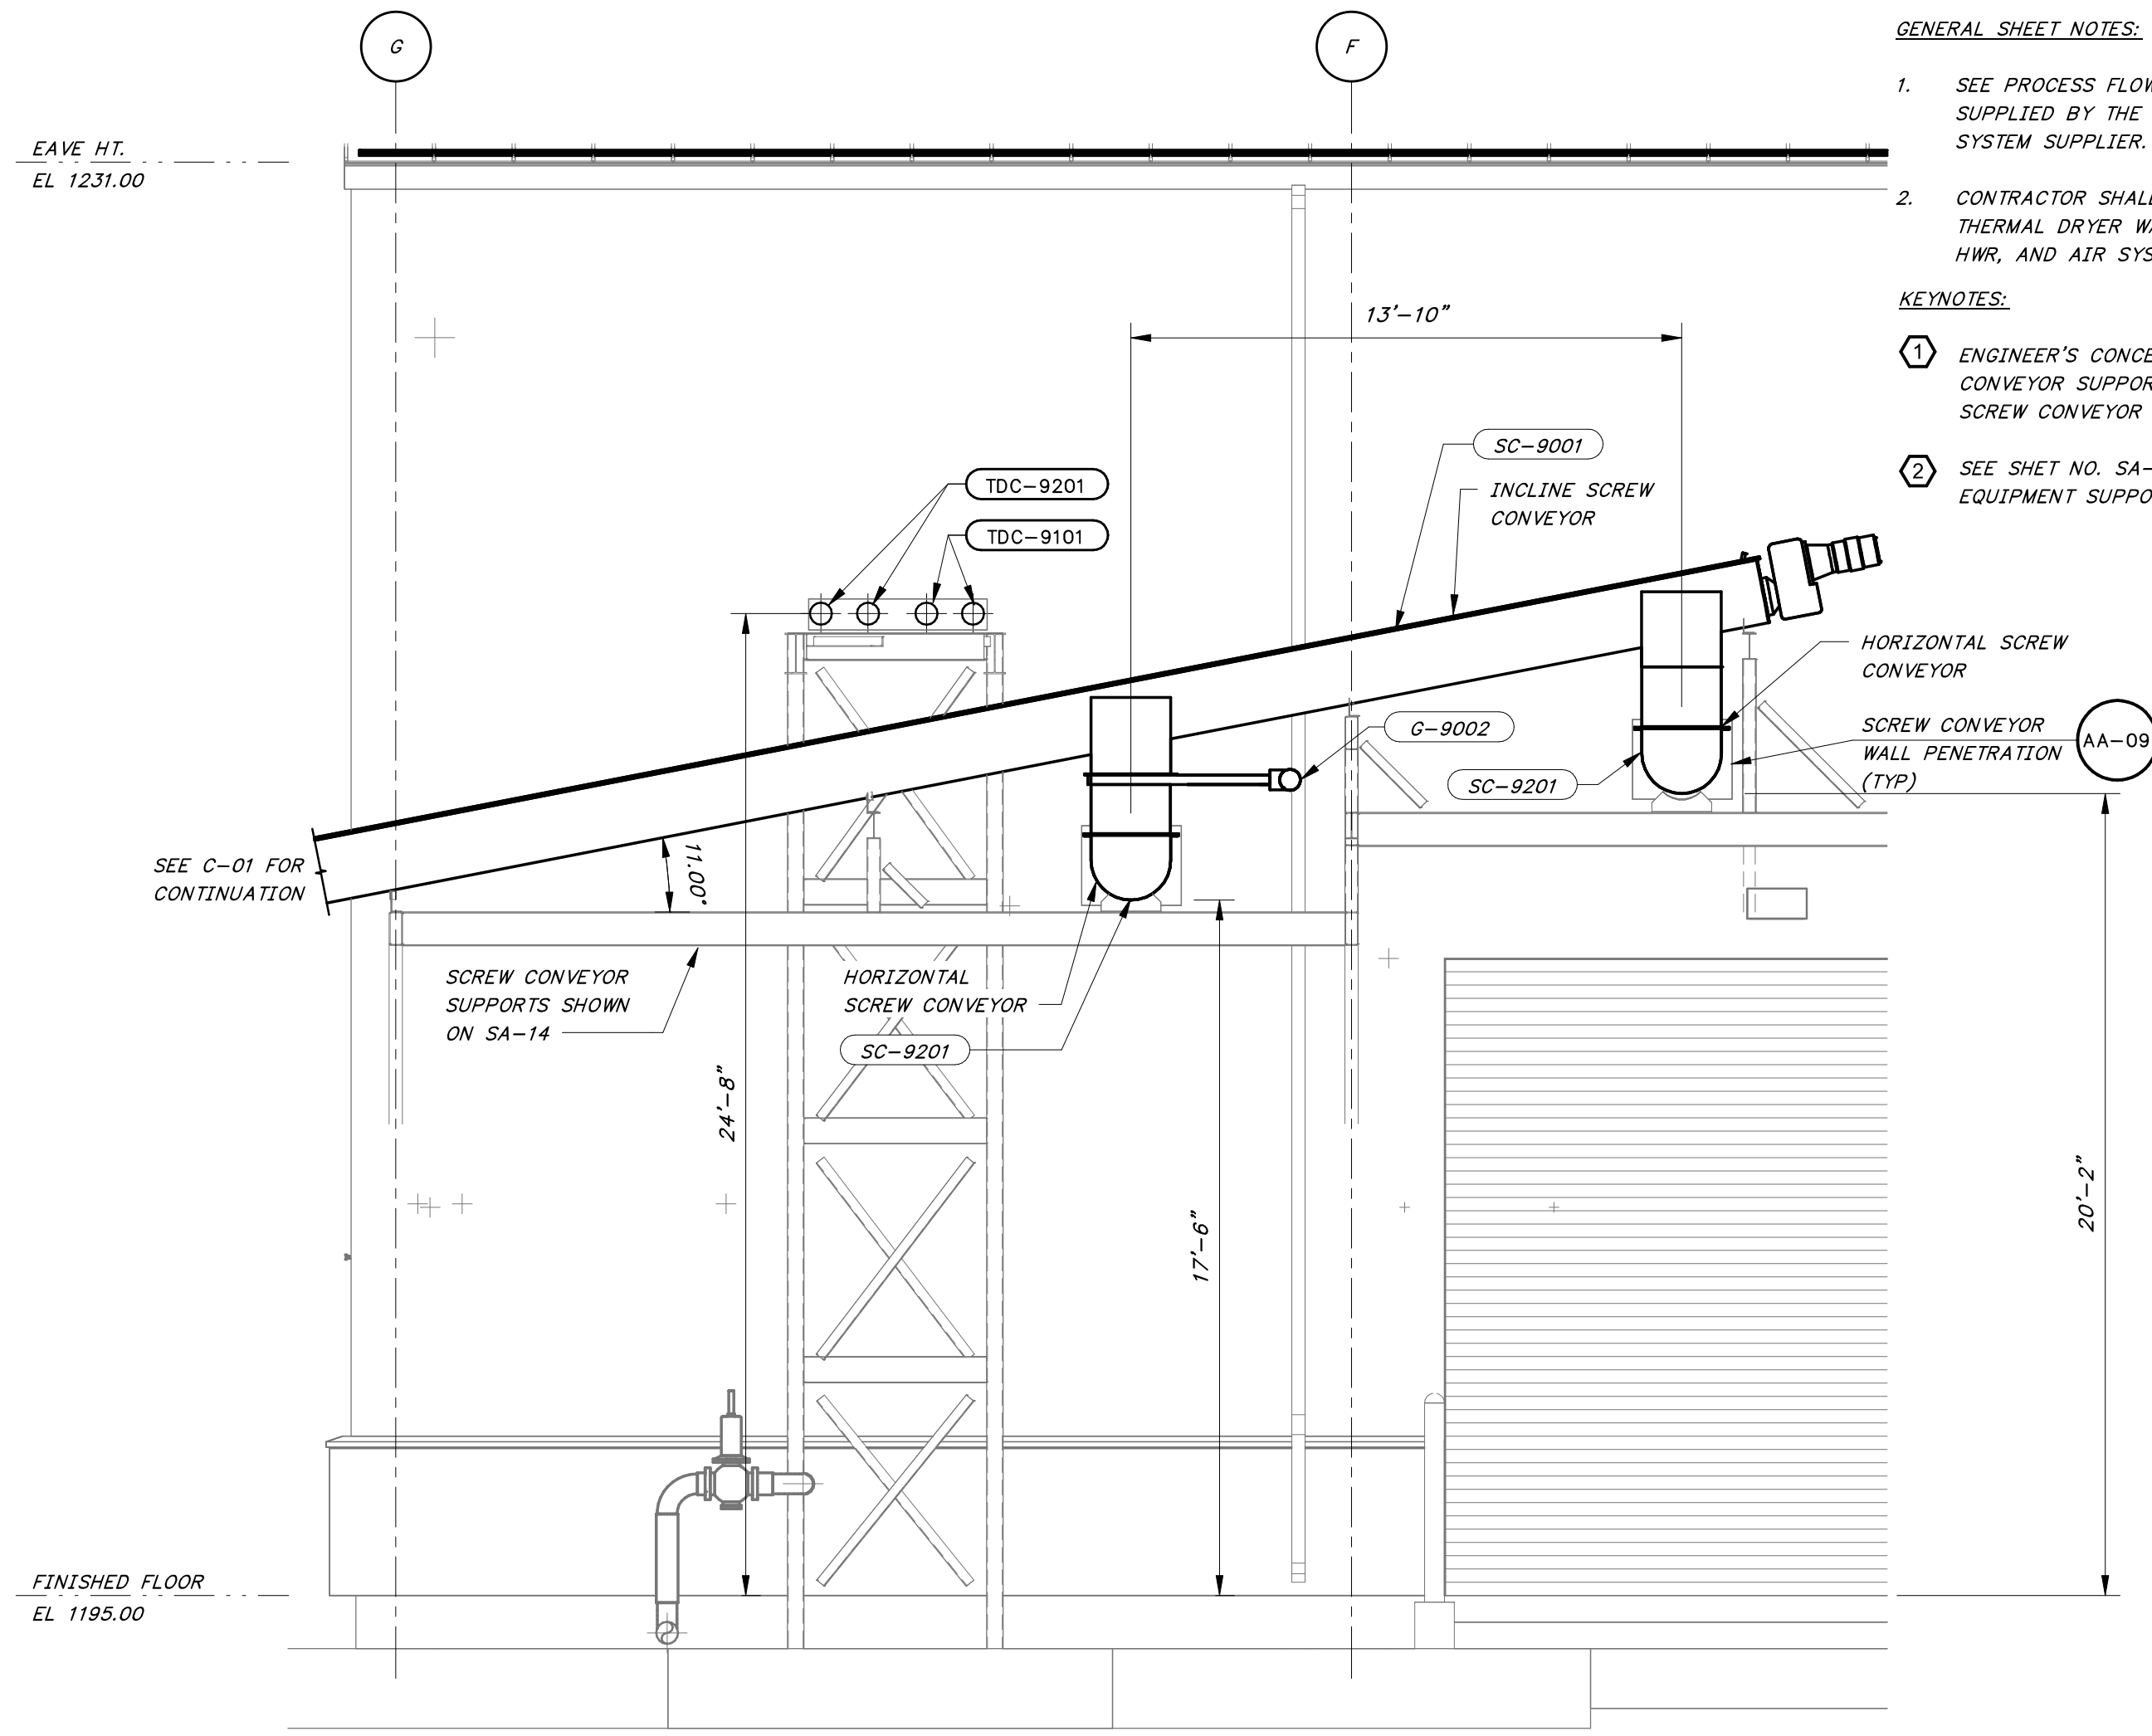 G
F
EAVE HT.
EL 1231.00
GENERAL SHEET NOTES:
1. SEE PROCESS FLOW
SUPPLIED BY THE
SYSTEM SUPPLIER.
2. CONTRACTOR SHALL
THERMAL DRYER WA
HWR, AND AIR SYS
KEYNOTES:
1 ENGINEER'S CONCE
CONVEYOR SUPPOR
SCREW CONVEYOR
2 SEE SHET NO. SA-
EQUIPMENT SUPPO
13'-10"
SC-9001
INCLINE SCREW
CONVEYOR
TDC-9201
TDC-9101
HORIZONTAL SCREW
CONVEYOR
G-9002
SCREW CONVEYOR
WALL PENETRATION
(TYP)
AA-09
SC-9201
SEE C-01 FOR
CONTINUATION
11.00°
SCREW CONVEYOR
SUPPORTS SHOWN
ON SA-14
HORIZONTAL
SCREW CONVEYOR
SC-9201
24'-8"
17'-6"
20'-2"
FINISHED FLOOR
EL 1195.00